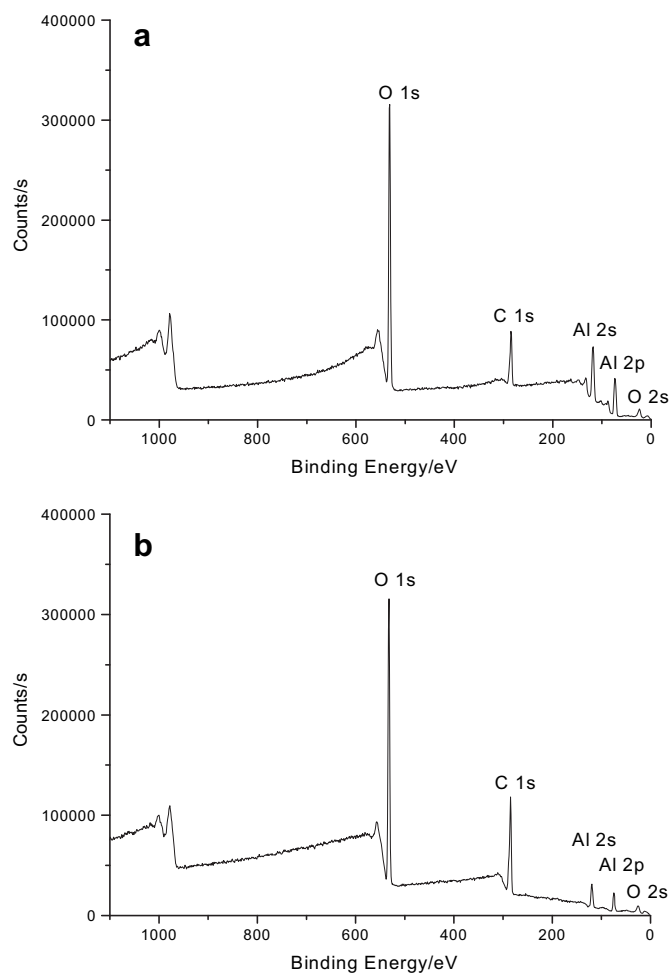 a
400000
300000
200000
100000
0
Counts/s
O 1s
C 1s
Al 2s
Al 2p
O 2s
1000 800 600 400 200 0
Binding Energy/eV
b
400000
300000
200000
100000
0
Counts/s
O 1s
C 1s
Al 2s
Al 2p
O 2s
1000 800 600 400 200 0
Binding Energy/eV